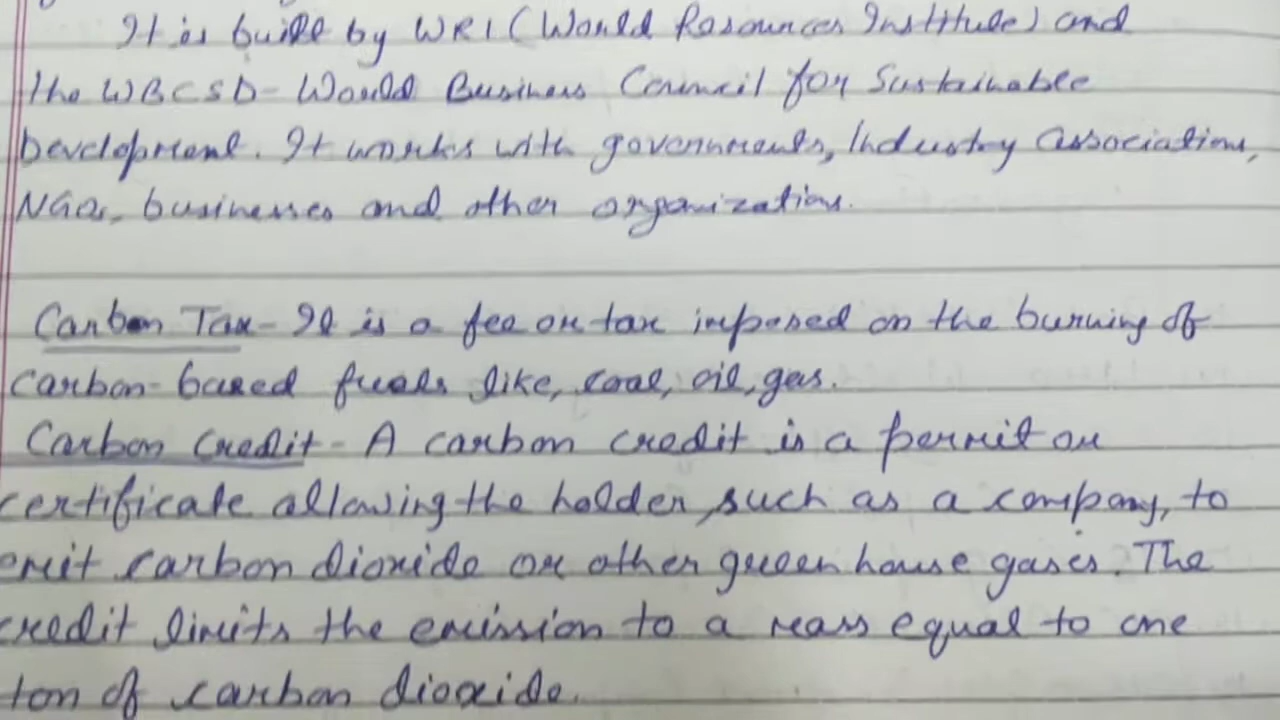 It is built by WRI (World Resources Institute) and
the WBCSD - World Business Council for Sustainable
Development. It works with governments, Industry associations,
NGOs, businesses and other organizations.
Carbon Tax - It is a fee or tax imposed on the burning of
carbon-based fuels like, coal, oil, gas.
Carbon Credit - A carbon credit is a permit or
certificate allowing the holder, such as a company, to
emit carbon dioxide or other green house gases. The
credit limits the emission to a mass equal to one
ton of carbon dioxide.